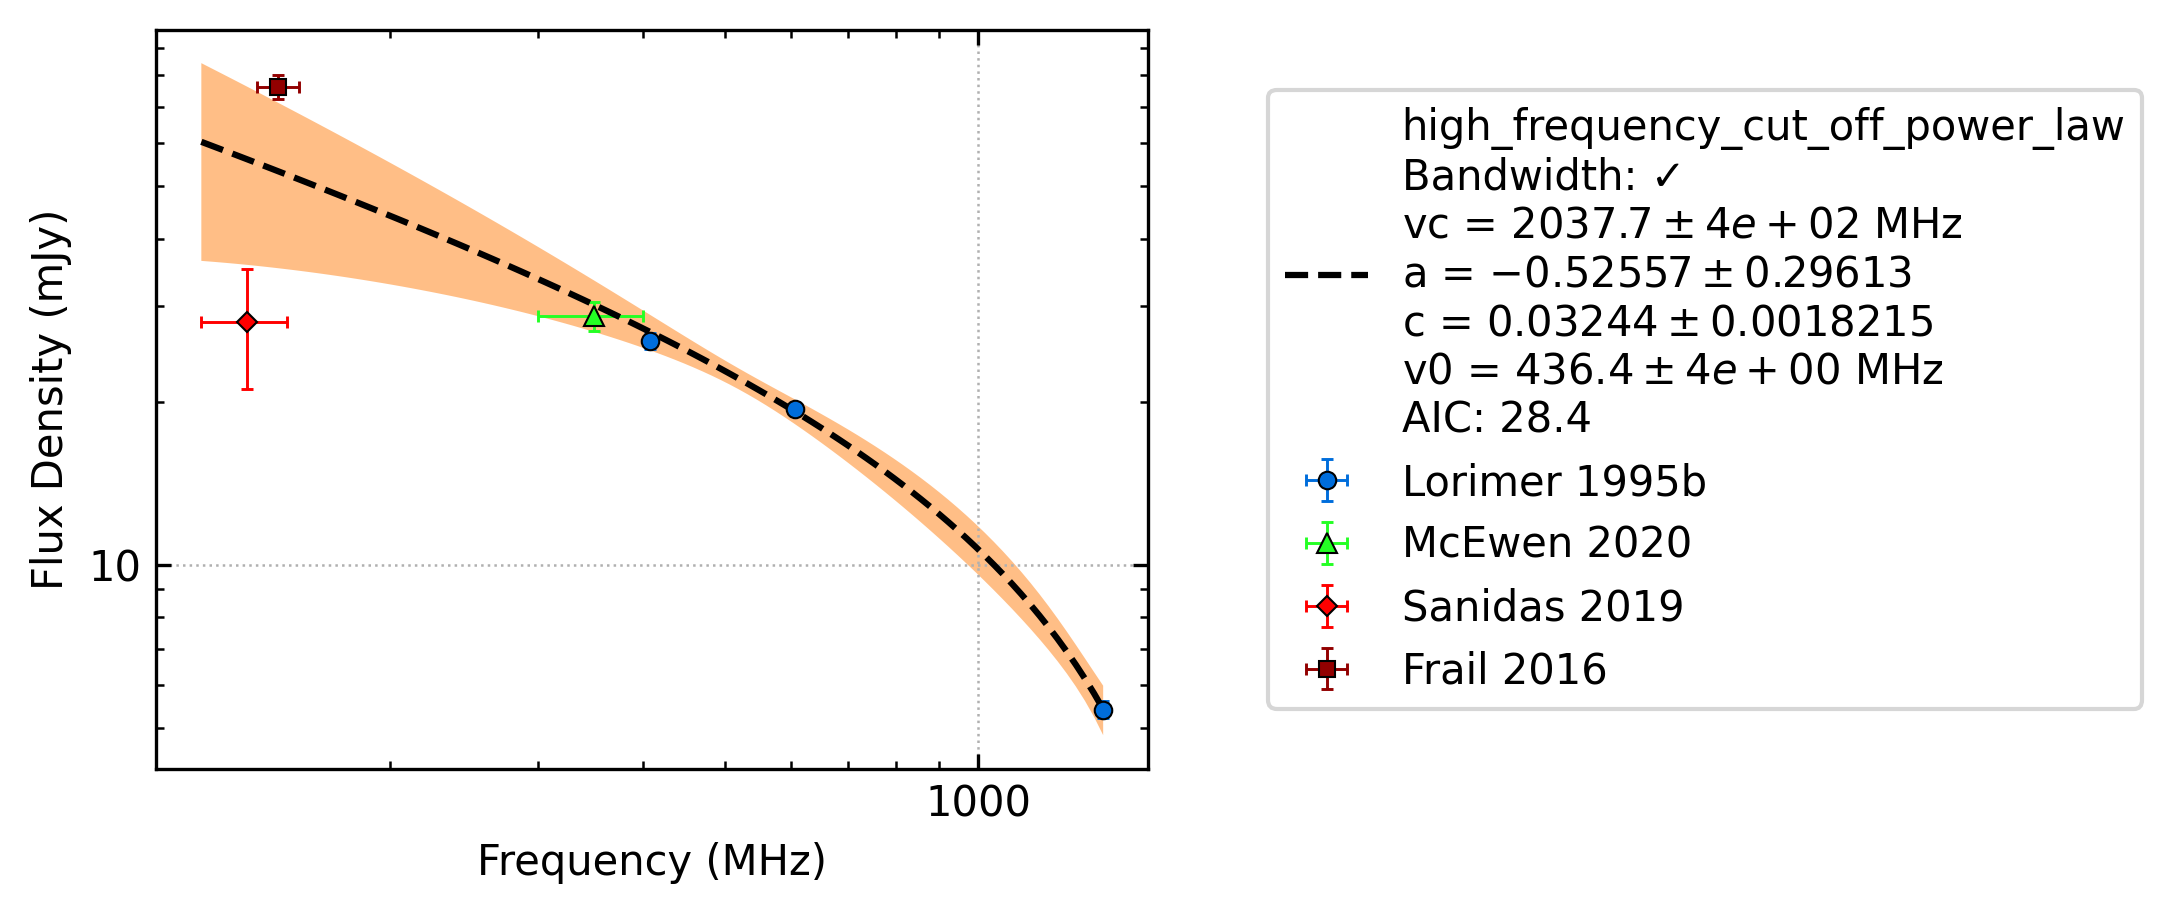 Flux Density (mJy)
10
1000
Frequency (MHz)
high_frequency_cut_off_power_law
Bandwidth: ✓
vc = 2037.7 ± 4e + 02 MHz
a = −0.52557 ± 0.29613
c = 0.03244 ± 0.0018215
v0 = 436.4 ± 4e + 00 MHz
AIC: 28.4
Lorimer 1995b
McEwen 2020
Sanidas 2019
Frail 2016